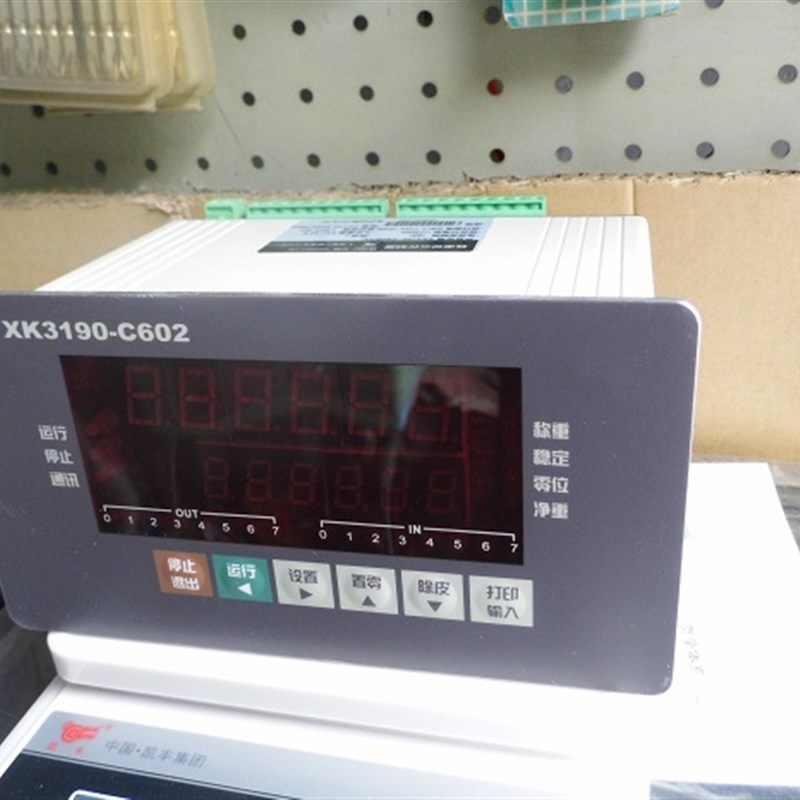 XK3190-C602
运行
停止
通讯
称重
稳定
零位
净重
OUT
0 1 2 3 4 5 6 7
IN
0 1 2 3 4 5 6 7
停止
退出
运行
设置
置零
除皮
打印
输入
中国·凯丰集团